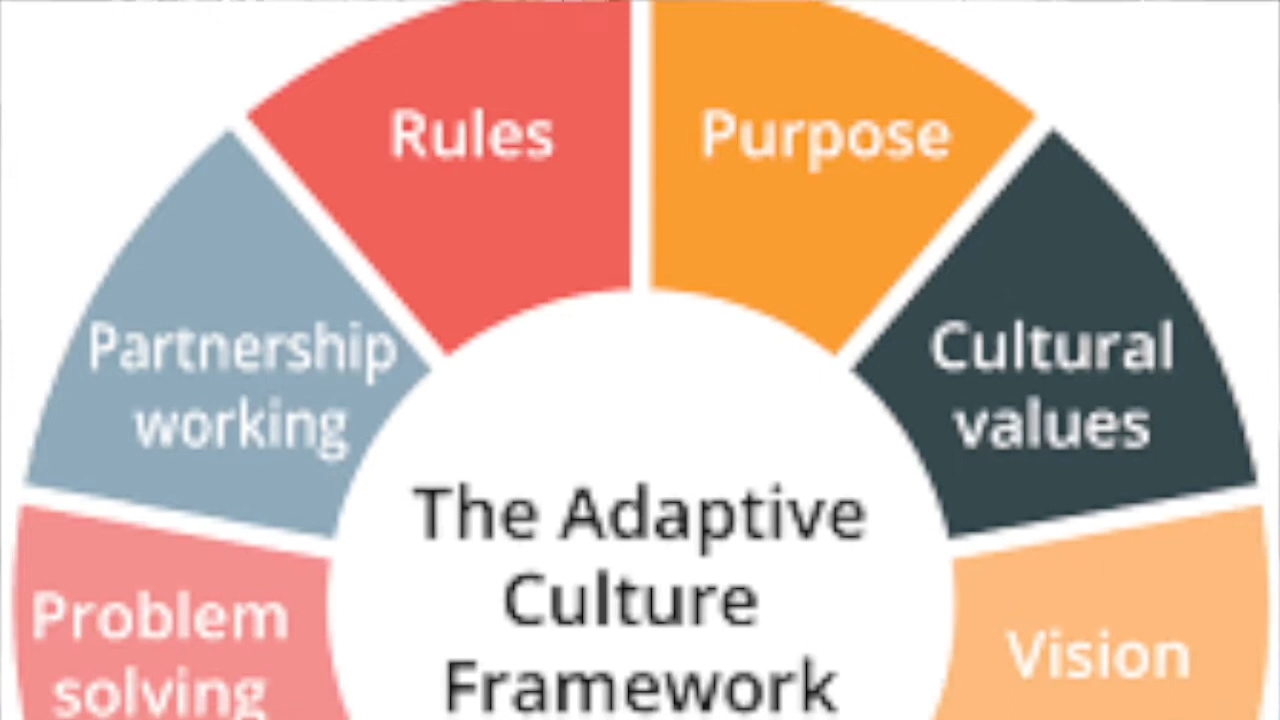 Rules
Purpose
Partnership
working
Cultural
values
The Adaptive
Culture
Framework
Problem
solving
Vision